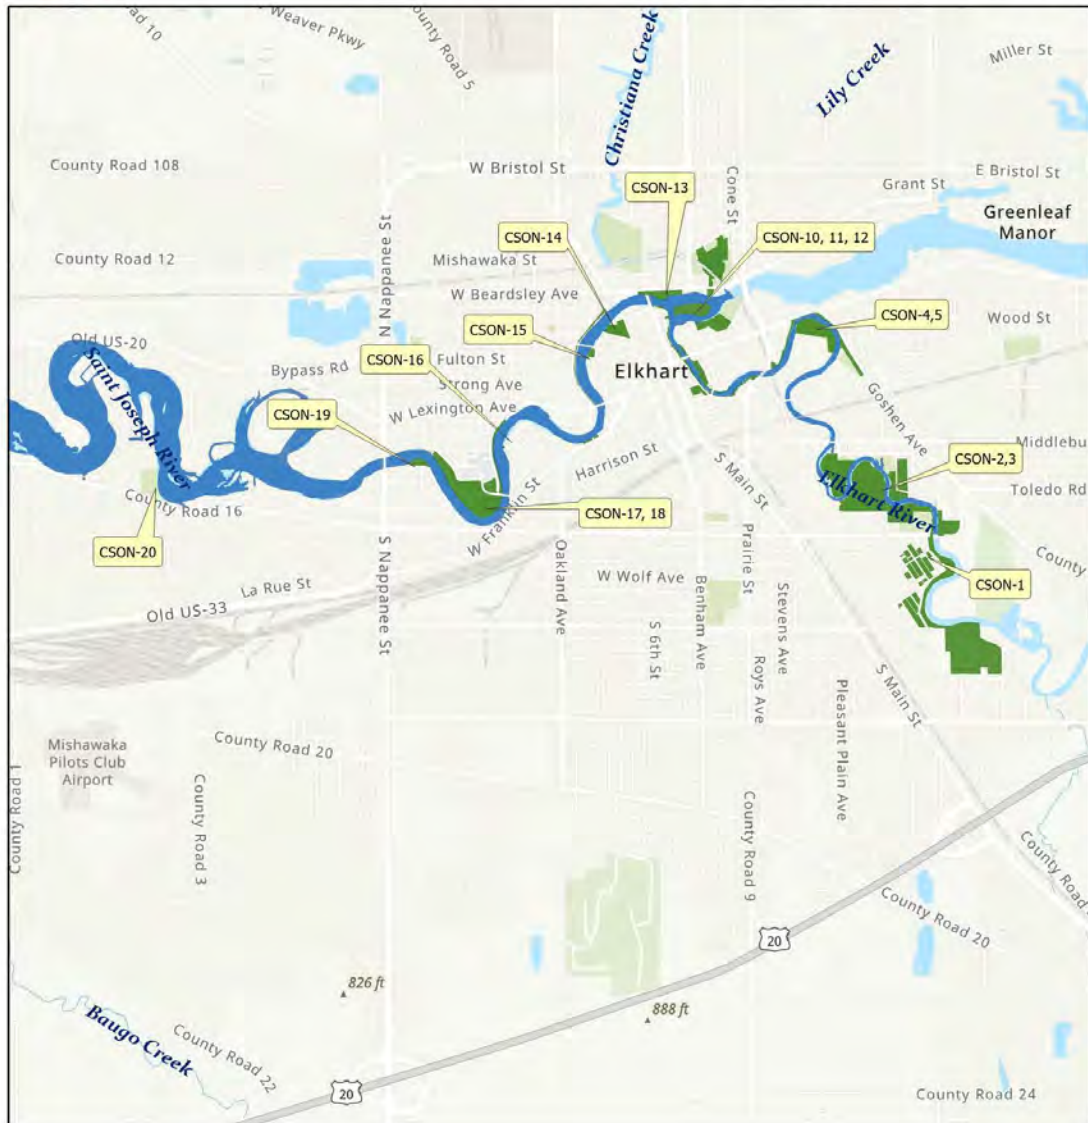 Road 10
Weaver Pkwy
County Road 5
Christiana Creek
Lily Creek
Miller St
County Road 108
W Bristol St
Cone St
E Bristol St
Grant St
CSON-13
Greenleaf
Manor
CSON-14
CSON-10, 11, 12
County Road 12
N Nappanee St
Mishawaka St
W Beardsley Ave
CSON-15
CSON-4,5
Wood St
Old US-20
Saint Joseph River
Bypass Rd
CSON-16
Fulton St
Strong Ave
Elkhart
W Lexington Ave
Goshen Ave
CSON-19
Harrison St
S Main St
CSON-2,3
Toledo Rd
Elkhart River
County Road 16
CSON-17, 18
W Franklin St
CSON-20
S Nappanee St
Oakland Ave
Prairie St
County
La Rue St
W Wolf Ave
Benham Ave
Stevens Ave
CSON-1
Old US-33
S 6th St
Roys Ave
Pleasant Plain Ave
S Main St
Mishawaka
Pilots Club
Airport
County Road 20
County Road 1
County Road 3
County Road 9
County Road
County Road 20
20
826 ft
888 ft
Baugo Creek
County Road 22
20
County Road 24